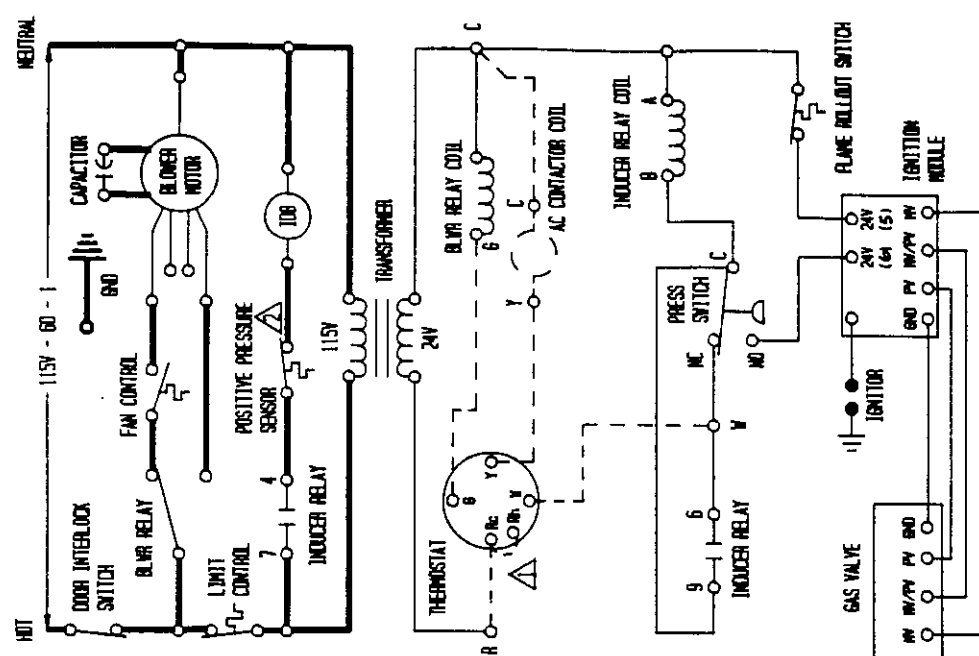 NEUTRAL
115V - 60 - 1
HOT
CAPACITOR
BLOWER
MOTOR
GND
FAN CONTROL
BLWR RELAY
DOOR INTERLOCK
SWITCH
LIMIT
CONTROL
IDB
2
POSITIVE PRESSURE
SENSOR
4
7
INDUCER RELAY
TRANSFORMER
115V
24V
C
BLWR RELAY COIL
G
C
AC CONTACTOR COIL
Y
THERMOSTAT
G
Y
W
Rc
Rh
1
R
INDUCER RELAY COIL
A
B
C
PRESS
SWITCH
NC
NO
W
6
9
INDUCER RELAY
FLAME ROLLOUT SWITCH
IGNITION
MODULE
24V
(5)
24V
(6)
MV
MV/PV
PV
GND
IGNITOR
GAS VALVE
GND
PV
MV/PV
MV